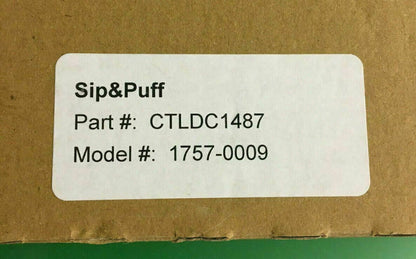 Sip&Puff
Part #: CTLDC1487
Model #: 1757-0009